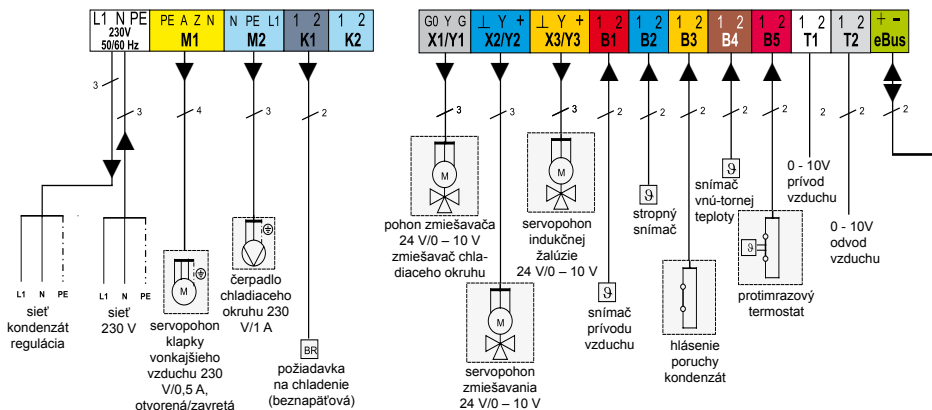 L1 N PE
230V
50/60 Hz
PE A Z N
M1
N PE L1
M2
1 2
K1
1 2
K2
G0 Y G
X1/Y1
⊥ Y +
X2/Y2
⊥ Y +
X3/Y3
1 2
B1
1 2
B2
1 2
B3
1 2
B4
1 2
B5
1 2
T1
1 2
T2
+ -
eBus
3
3
4
3
2
3
3
3
2
2
2
2
2
2
2
2
L1 N PE
sieť
kondenzát
regulácia
L1 N PE
sieť
230 V
M
servopohon
klapky
vonkajšieho
vzduchu 230
V/0,5 A,
otvorená/zavretá
čerpadlo
chladiaceho
okruhu 230
V/1 A
BR
požiadavka
na chladenie
(beznapäťová)
M
pohon zmiešavača
24 V/0 – 10 V
zmiešavač chla-
diaceho okruhu
M
servopohon
zmiešavania
24 V/0 – 10 V
M
servopohon
indukčnej
žalúzie
24 V/0 – 10 V
ϑ
snímač
prívodu
vzduchu
ϑ
stropný
snímač
hlásenie
poruchy
kondenzát
ϑ
snímač
vnú-tornej
teploty
ϑ
protimrazový
termostat
0 - 10V
prívod
vzduchu
0 - 10V
odvod
vzduchu